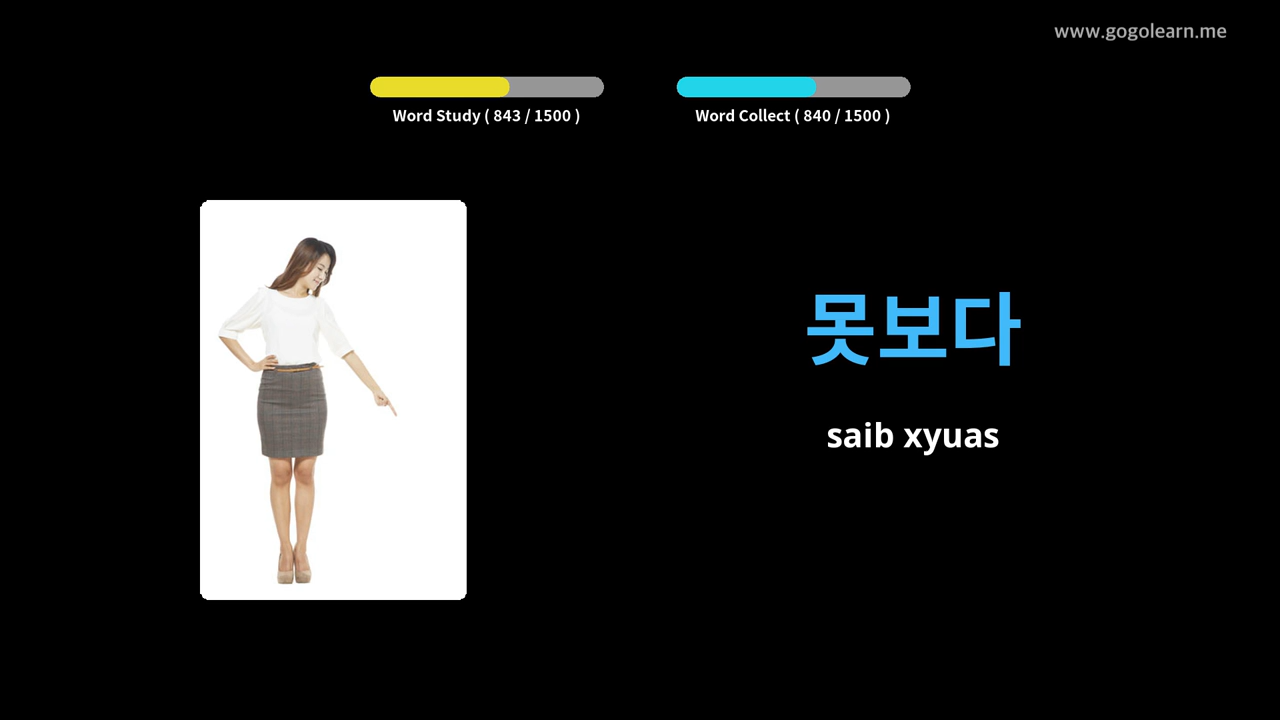 www.gogolearn.me
Word Study ( 843 / 1500 )
Word Collect ( 840 / 1500 )
못보다
saib xyuas